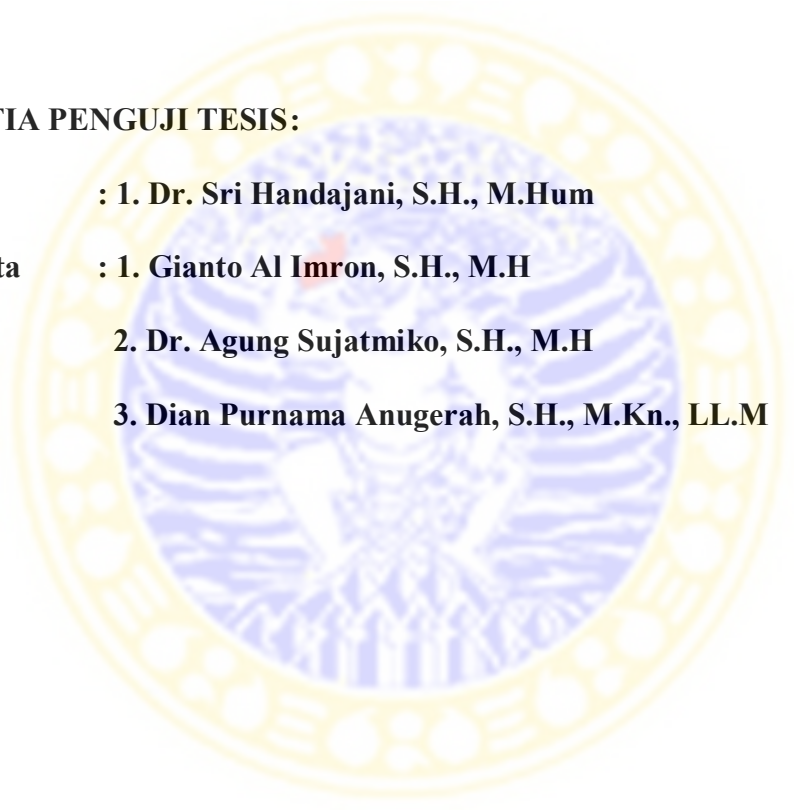 TIA PENGUJI TESIS:
: 1. Dr. Sri Handajani, S.H., M.Hum
ta : 1. Gianto Al Imron, S.H., M.H
2. Dr. Agung Sujatmiko, S.H., M.H
3. Dian Purnama Anugerah, S.H., M.Kn., LL.M